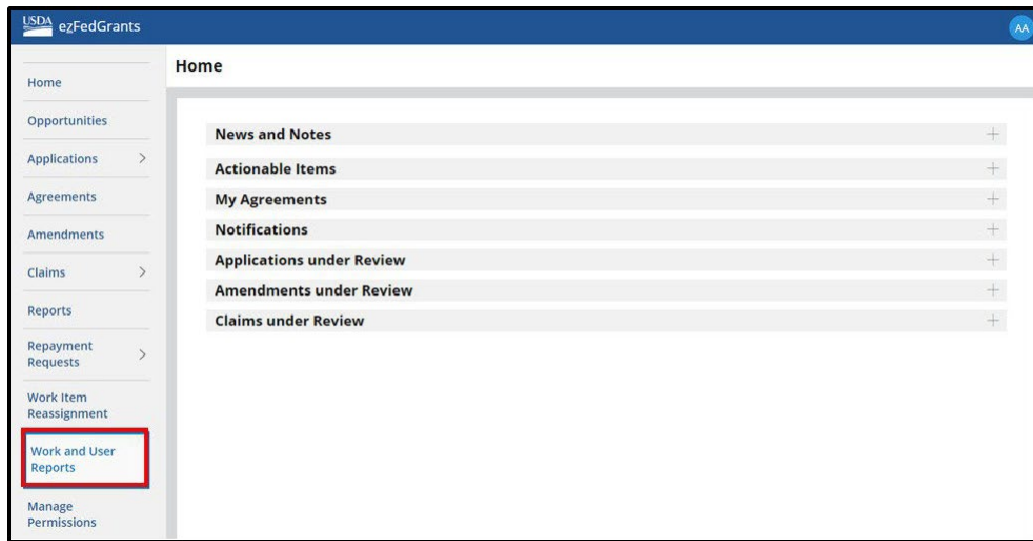 USDA ezFedGrants
AA
Home
Home
Opportunities
Applications
Agreements
Amendments
Claims
Reports
Repayment
Requests
Work Item
Reassignment
Work and User
Reports
Manage
Permissions
News and Notes
Actionable Items
My Agreements
Notifications
Applications under Review
Amendments under Review
Claims under Review